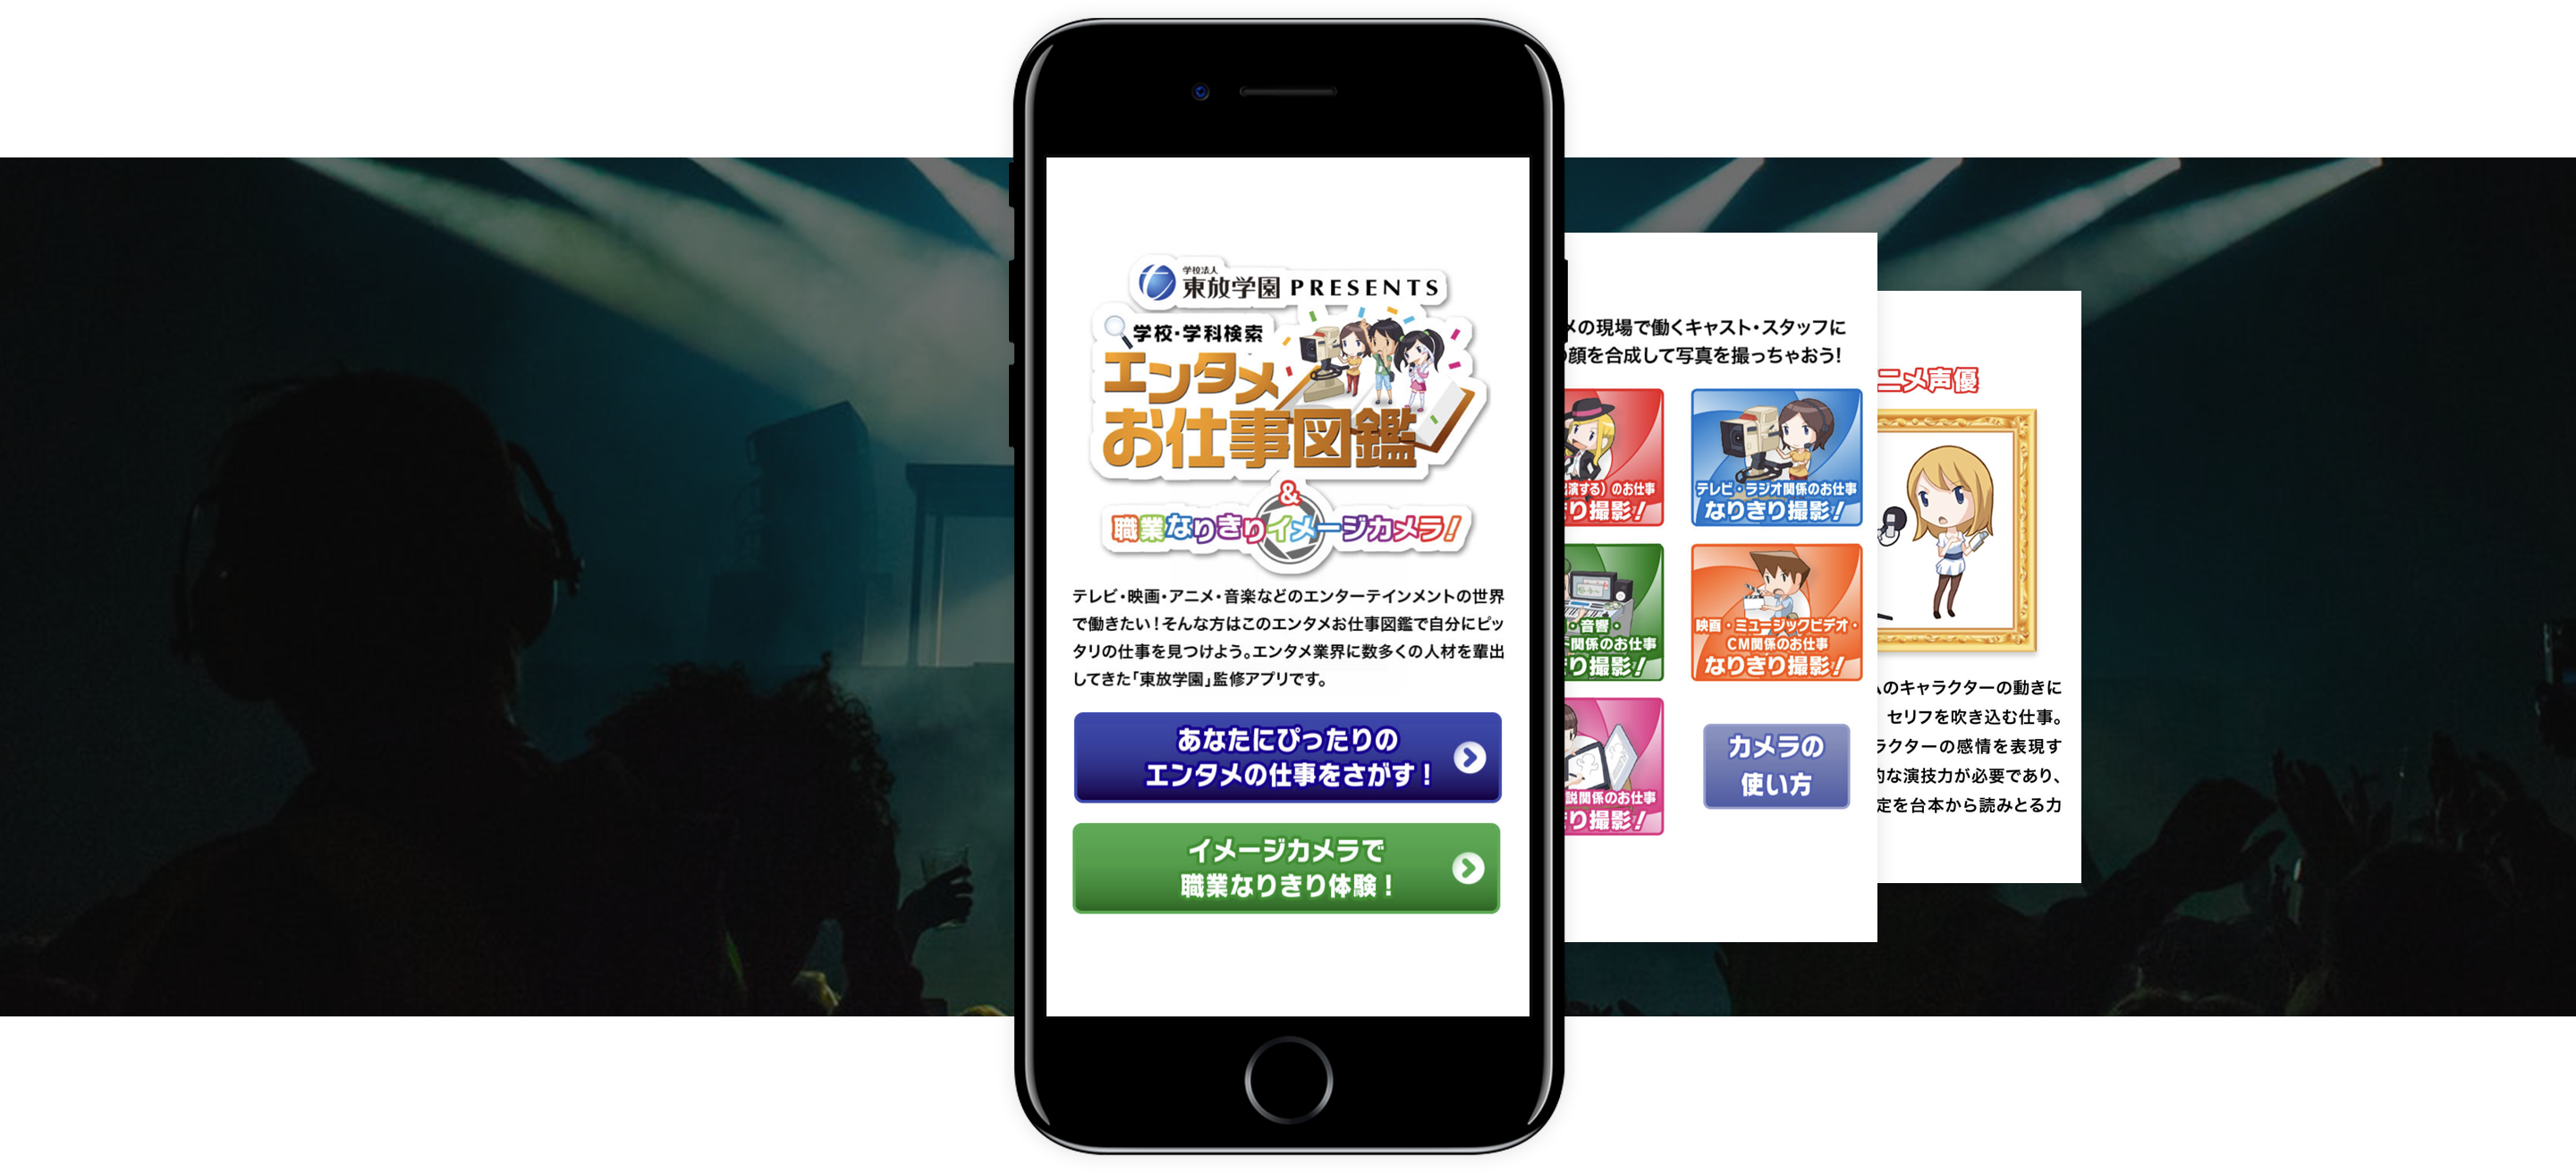 学校法人
東放学園 PRESENTS
学校・学科検索
エンタメ
お仕事図鑑
&
職業なりきりイメージカメラ!
テレビ・映画・アニメ・音楽などのエンターテインメントの世界
で働きたい!そんな方はこのエンタメお仕事図鑑で自分にピッ
タリの仕事を見つけよう。エンタメ業界に数多くの人材を輩出
してきた「東放学園」監修アプリです。
あなたにぴったりの
エンタメの仕事をさがす!
イメージカメラで
職業なりきり体験!
メの現場で働くキャスト・スタッフに
顔を合成して写真を撮っちゃおう!
演する)のお仕事
り撮影!
テレビ・ラジオ関係のお仕事
なりきり撮影!
・音響・
関係のお仕事
り撮影!
映画・ミュージックビデオ・
CM関係のお仕事
なりきり撮影!
説関係のお仕事
り撮影!
カメラの
使い方
ニメ声優
のキャラクターの動きに
セリフを吹き込む仕事。
ラクターの感情を表現す
的な演技力が必要であり、
定を台本から読みとる力